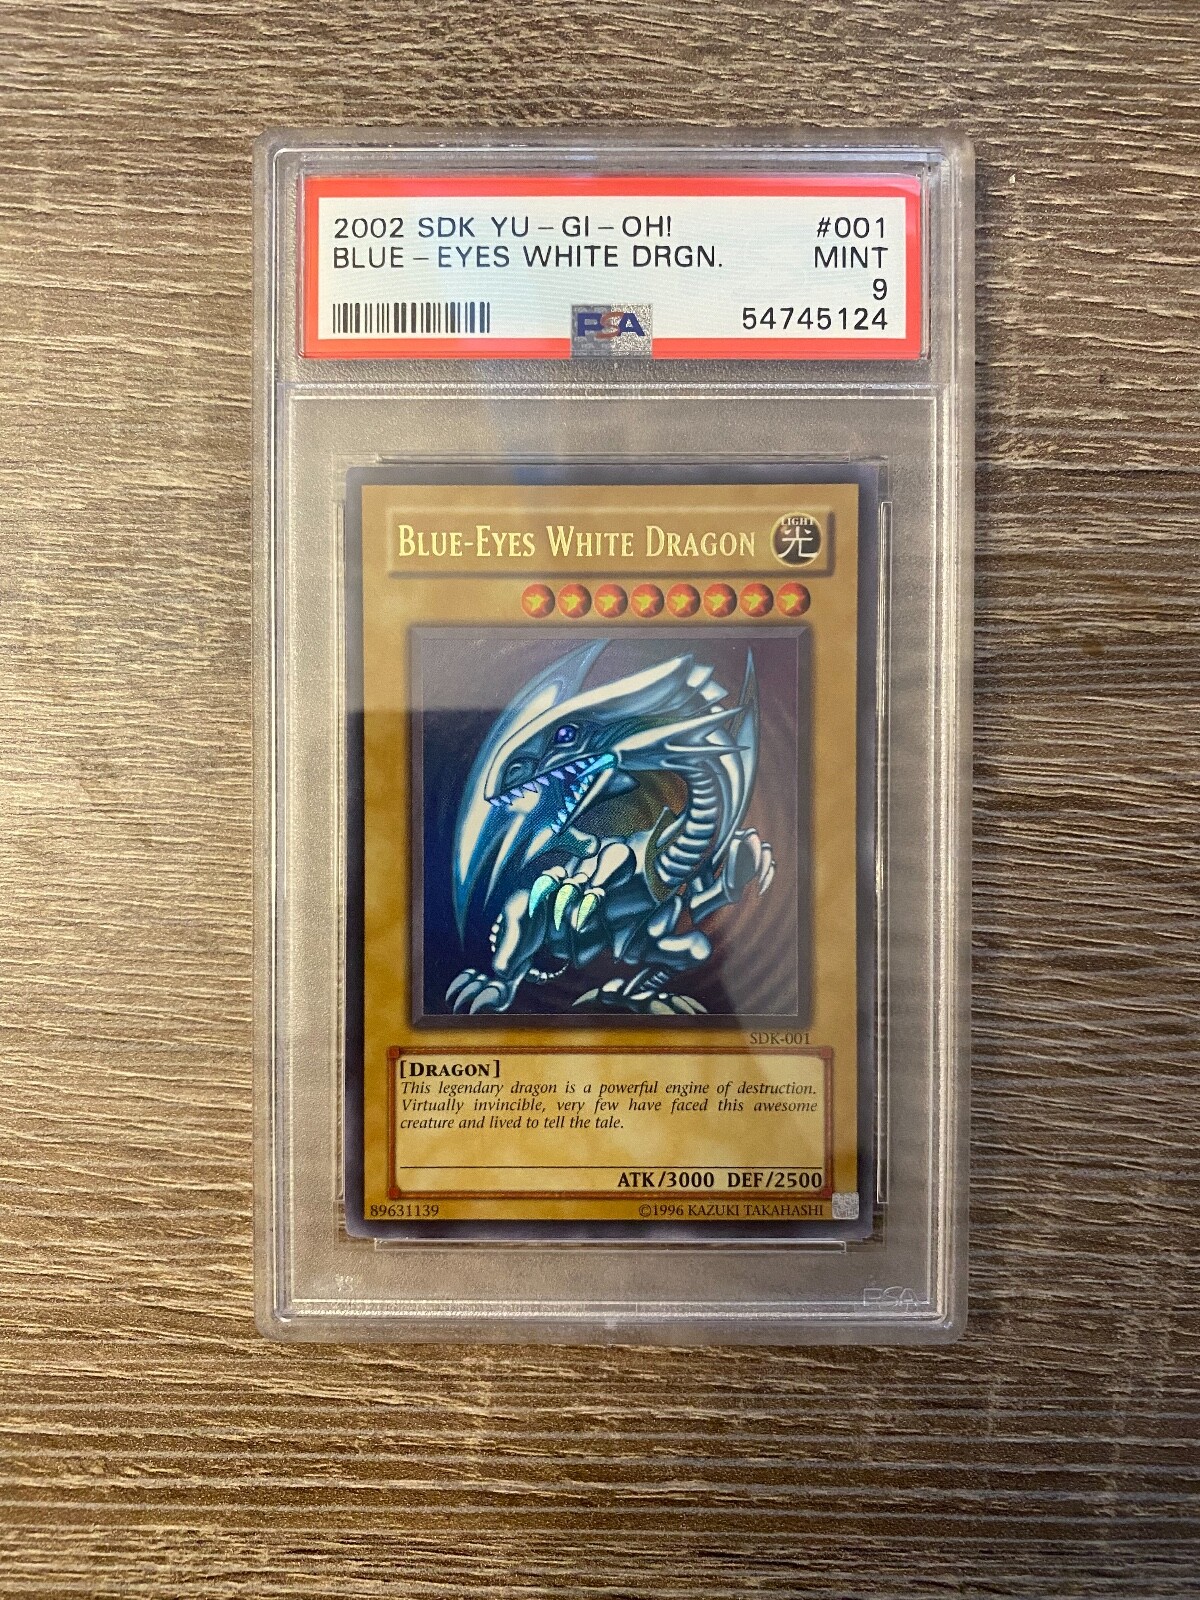 2002 SDK YU-GI-OH! #001
BLUE-EYES WHITE DRGN. MINT
9
PSA 54745124
BLUE-EYES WHITE DRAGON
LIGHT
光
SDK-001
[DRAGON]
This legendary dragon is a powerful engine of destruction.
Virtually invincible, very few have faced this awesome
creature and lived to tell the tale.
ATK/3000 DEF/2500
89631139 ©1996 KAZUKI TAKAHASHI
PSA